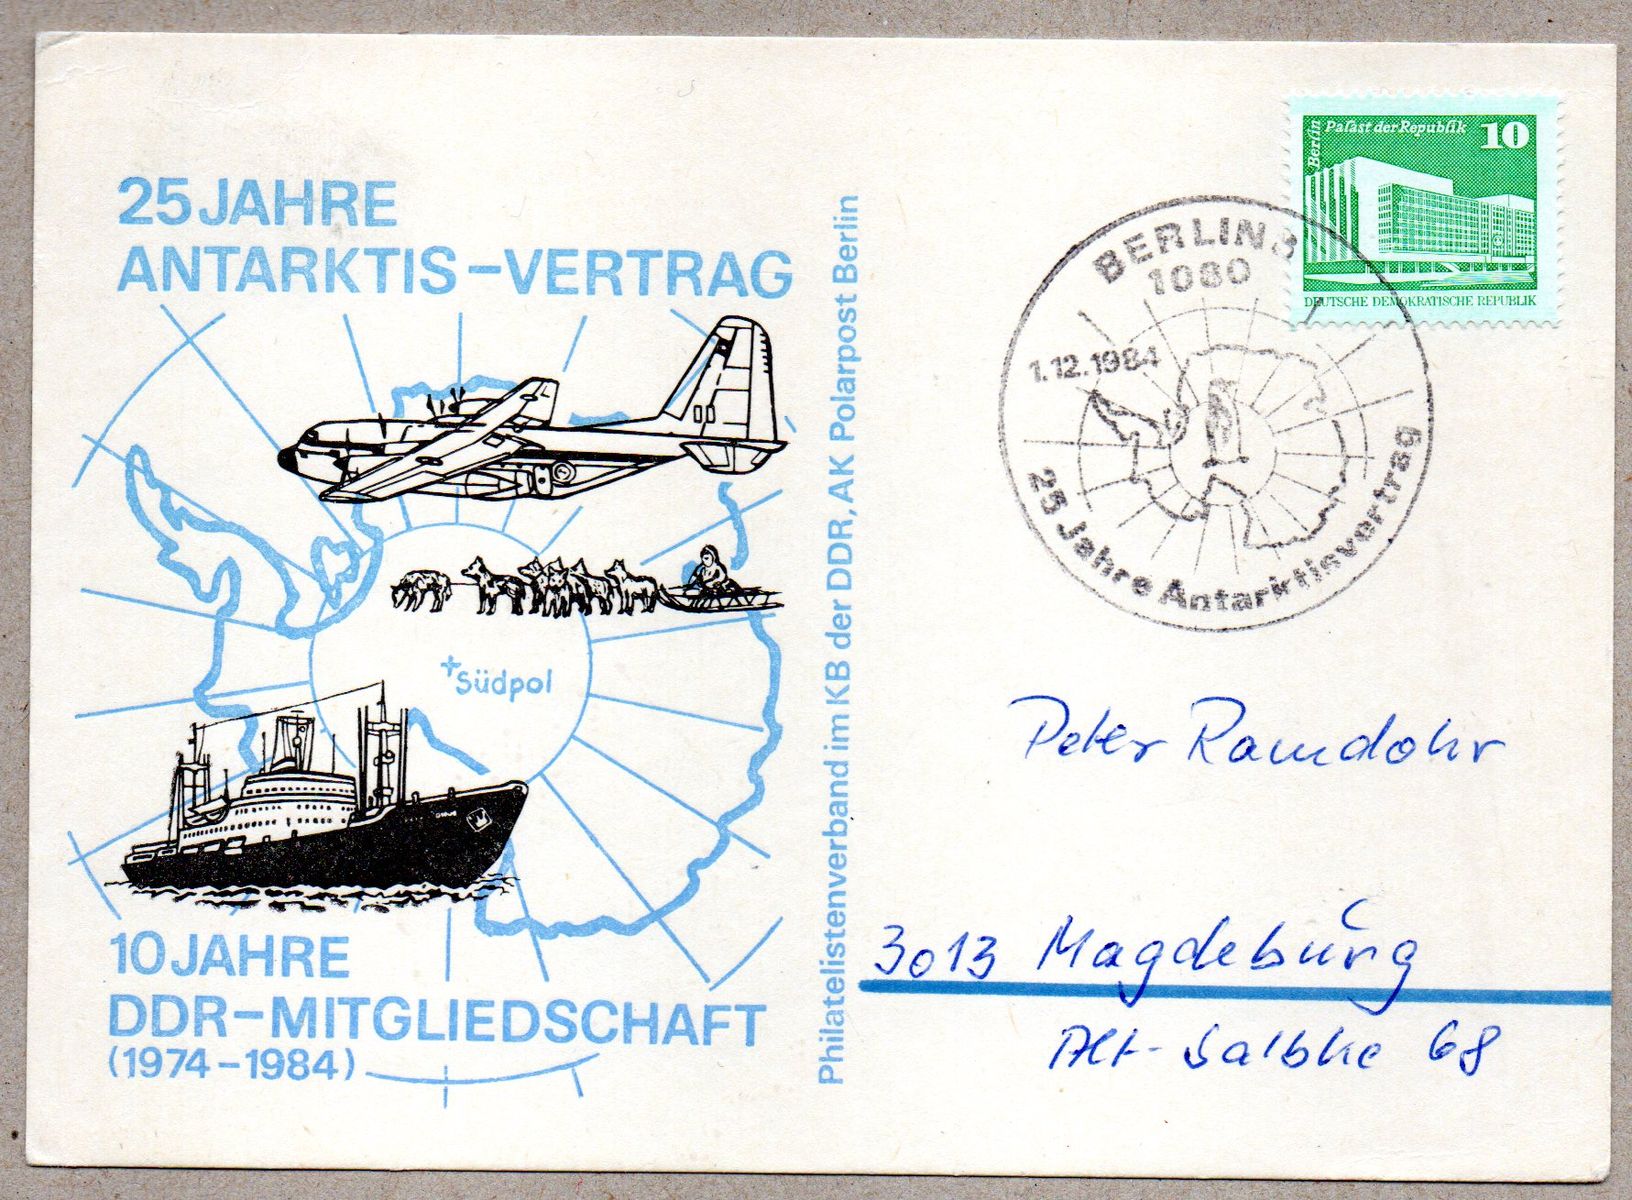 25 JAHRE
ANTARKTIS-VERTRAG
+Südpol
10 JAHRE
DDR-MITGLIEDSCHAFT
(1974-1984)
Philatelistenverband im KB der DDR, AK Polarpost Berlin
Berlin
Palast der Republik 10
DEUTSCHE DEMOKRATISCHE REPUBLIK
BERLIN 8
1080
1.12.1984
25 Jahre Antarktisvertrag
Peter Ramdohr
3013 Magdeburg
Alt-Salbke 68